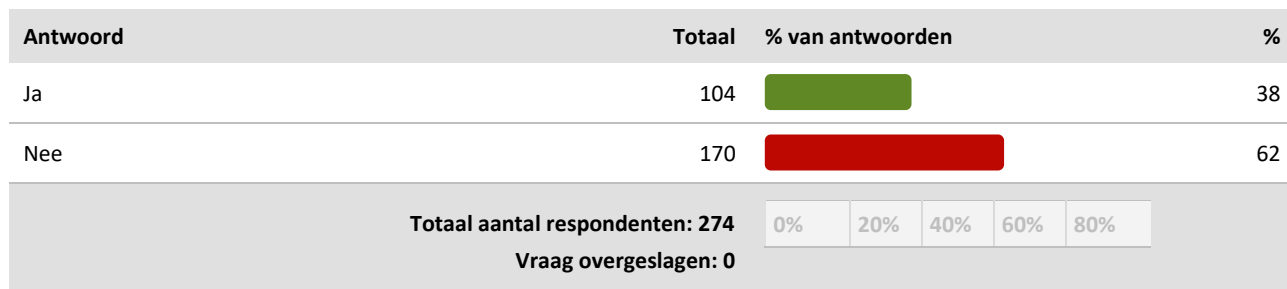 Antwoord Totaal % van antwoorden %
Ja 104 38
Nee 170 62
Totaal aantal respondenten: 274 0% 20% 40% 60% 80%
Vraag overgeslagen: 0